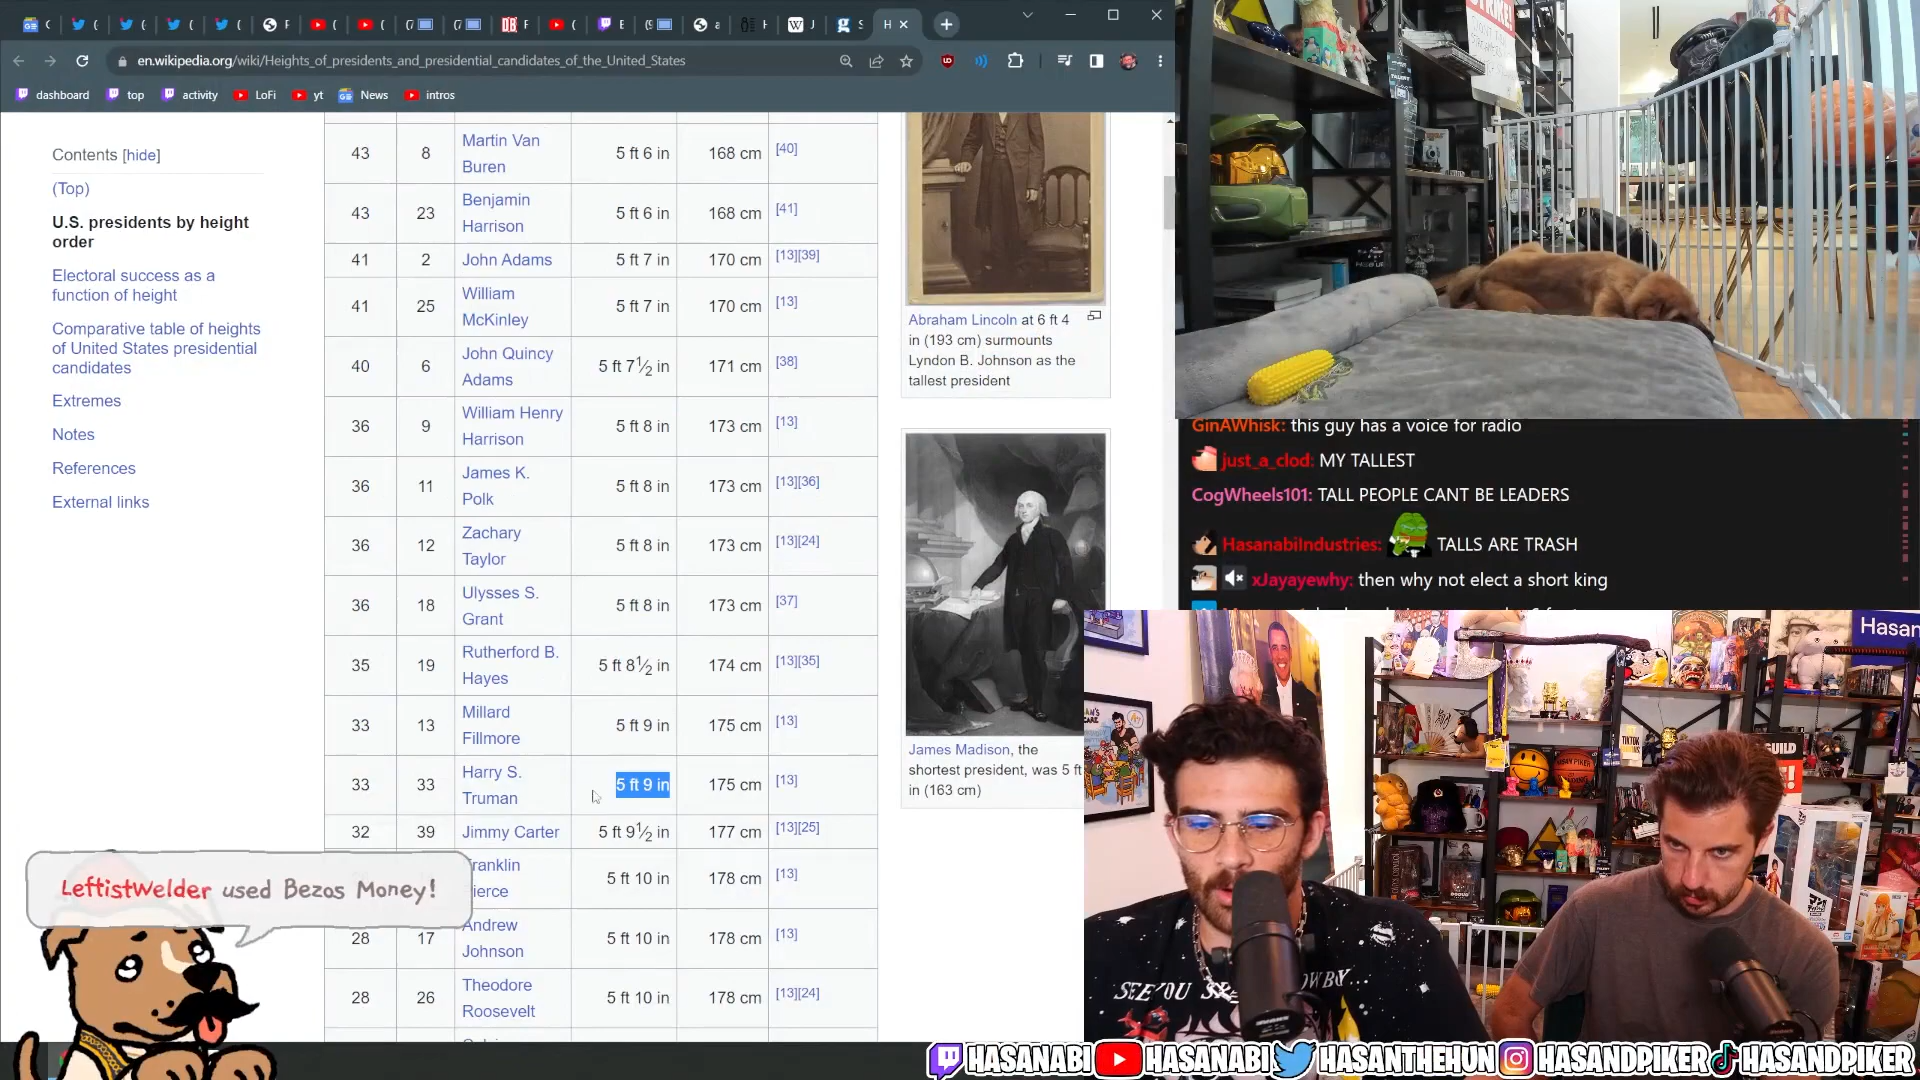 en.wikipedia.org/wiki/Heights_of_presidents_and_presidential_candidates_of_the_United_States
dashboard
top
activity
LoFi
yt
News
intros
Contents [hide]
(Top)
U.S. presidents by height
order
Electoral success as a
function of height
Comparative table of heights
of United States presidential
candidates
Extremes
Notes
References
External links
43 8 Martin Van Buren 5 ft 6 in 168 cm [40]
43 23 Benjamin Harrison 5 ft 6 in 168 cm [41]
41 2 John Adams 5 ft 7 in 170 cm [13][39]
41 25 William McKinley 5 ft 7 in 170 cm [13]
40 6 John Quincy Adams 5 ft 7½ in 171 cm [38]
36 9 William Henry Harrison 5 ft 8 in 173 cm [13]
36 11 James K. Polk 5 ft 8 in 173 cm [13][36]
36 12 Zachary Taylor 5 ft 8 in 173 cm [13][24]
36 18 Ulysses S. Grant 5 ft 8 in 173 cm [37]
35 19 Rutherford B. Hayes 5 ft 8½ in 174 cm [13][35]
33 13 Millard Fillmore 5 ft 9 in 175 cm [13]
33 33 Harry S. Truman 5 ft 9 in 175 cm [13]
32 39 Jimmy Carter 5 ft 9½ in 177 cm [13][25]
ranklin ierce 5 ft 10 in 178 cm [13]
28 17 Andrew Johnson 5 ft 10 in 178 cm [13]
28 26 Theodore Roosevelt 5 ft 10 in 178 cm [13][24]
Abraham Lincoln at 6 ft 4
in (193 cm) surmounts
Lyndon B. Johnson as the
tallest president
James Madison, the
shortest president, was 5 ft
in (163 cm)
GinAWhisk: this guy has a voice for radio
just_a_clod: MY TALLEST
CogWheels101: TALL PEOPLE CANT BE LEADERS
HasanabiIndustries: TALLS ARE TRASH
xJayayewhy: then why not elect a short king
LeftistWelder used Bezos Money!
STRIKE!
Hasan
GUILD
SEE YOU SP OWBY
HASANABI
HASANABI
HASANTHEHUN
HASANDPIKER
HASANDPIKER